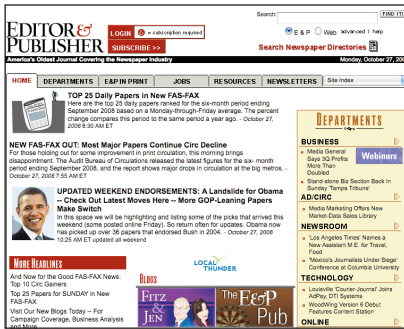 Search:
FIND IT!
EDITOR&
PUBLISHER
LOGIN = subscription required
SUBSCRIBE >>
E & P Web advanced | help
Search Newspaper Directories
America's Oldest Journal Covering the Newspaper Industry
Monday, October 27, 200
HOME DEPARTMENTS E&P IN PRINT JOBS RESOURCES NEWSLETTERS Site Index
TOP 25 Daily Papers in New FAS-FAX
Here are the top 25 daily papers ranked for the six-month period ending
September 2008 based on a Monday-through-Friday average. The percent
change compares this period to the same period a year ago. - October 27,
2008 8:30 AM ET
NEW FAS-FAX OUT: Most Major Papers Continue Circ Decline
For those holding out for some improvement in print circulation, this morning brings
disappointment. The Audit Bureau of Circulations released the latest figures for the six- month
period ending September 2008, and the report shows major drops in circulation at the big metros. -
October 27, 2008 7:55 AM ET
UPDATED WEEKEND ENDORSEMENTS: A Landslide for Obama
-- Check Out Latest Moves Here -- More GOP-Leaning Papers
Make Switch
In this space we will be highlighting and listing some of the picks that arrived this
weekend (some posted online Friday). So return often for updates. Obama now
has picked up over 36 papers that endorsed Bush in 2004. - October 27, 2008
10:25 AM ET updated all weekend
MORE HEADLINES
And Now for the Good FAS-FAX News:
Top 10 Circ Gainers
Top 25 Papers for SUNDAY in New
FAS-FAX
Visit Our New Blogs Today -- For
Campaign Coverage, Business Analysis
and More
LOCAL
THUNDER.
BLOGS
FITZ
& JEN
The E&P
Pub
DEPARTMENTS
BUSINESS
Media General
Says 3Q Profits
More Than
Doubled
Webinars
Stand-alone Biz Section Back in
Sunday 'Tampa Tribune'
AD/CIRC
Media Marketing Offers New
Market-Data Sales Library
NEWSROOM
'Los Angeles Times' Names a
New Assistant M.E. for Travel,
Food
'Mexico's Journalists Under Siege'
Conference at Columbia University
TECHNOLOGY
Louisville 'Courier-Journal' Joins
AdPay, DTI Systems
WoodWing Version 6 Debut
Features Content Station
ONLINE